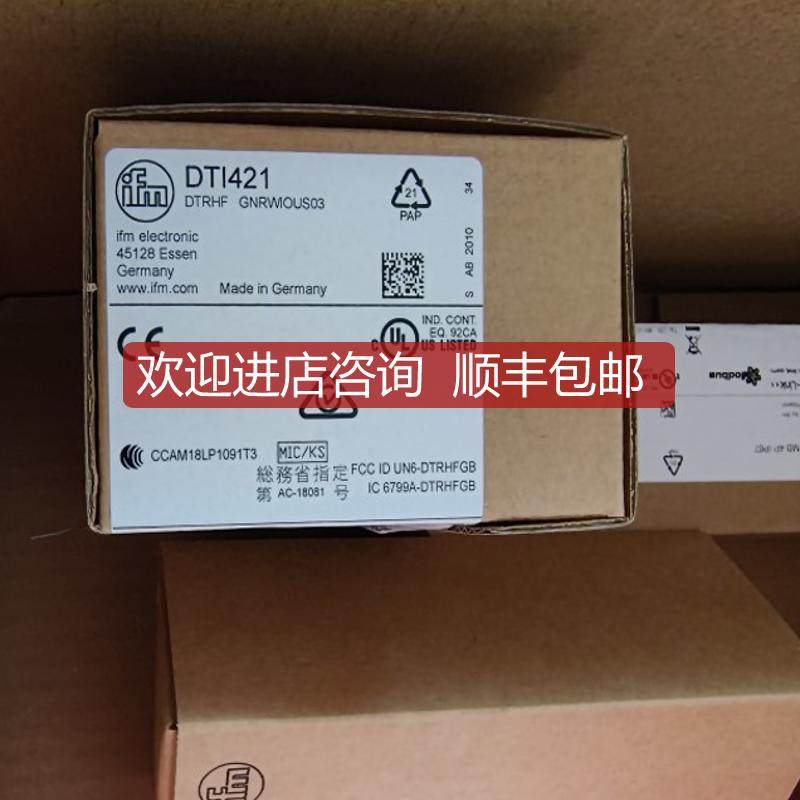 ifm
DTI421
DTRHF GNRWIOUS03
ifm electronic
45128 Essen
Germany
www.ifm.com Made in Germany
21
PAP
34
S AB 2010
CE
IND. CONT.
EQ. 92CA
C UL US LISTED
欢迎进店咨询 顺丰包邮
CCAM18LP1091T3
MIC/KS
総務省指定
第 AC-18081 号
FCC ID UN6-DTRHFGB
IC 6799A-DTRHFGB
Modbus
ifm